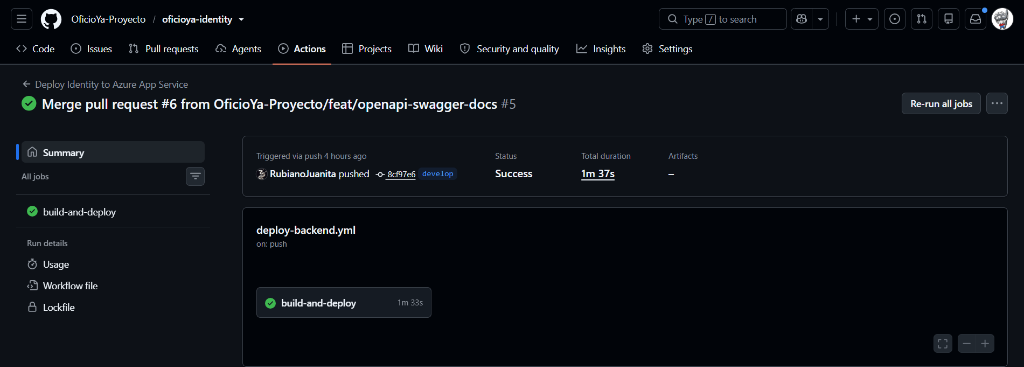 OficioYa-Proyecto / oficioya-identity
Type / to search
Code
Issues
Pull requests
Agents
Actions
Projects
Wiki
Security and quality
Insights
Settings
← Deploy Identity to Azure App Service
Merge pull request #6 from OficioYa-Proyecto/feat/openapi-swagger-docs #5
Re-run all jobs
Summary
All jobs
build-and-deploy
Run details
Usage
Workflow file
Lockfile
Triggered via push 4 hours ago
RubianoJuanita pushed 8cf97e6 develop
Status
Success
Total duration
1m 37s
Artifacts
–
deploy-backend.yml
on: push
build-and-deploy 1m 33s